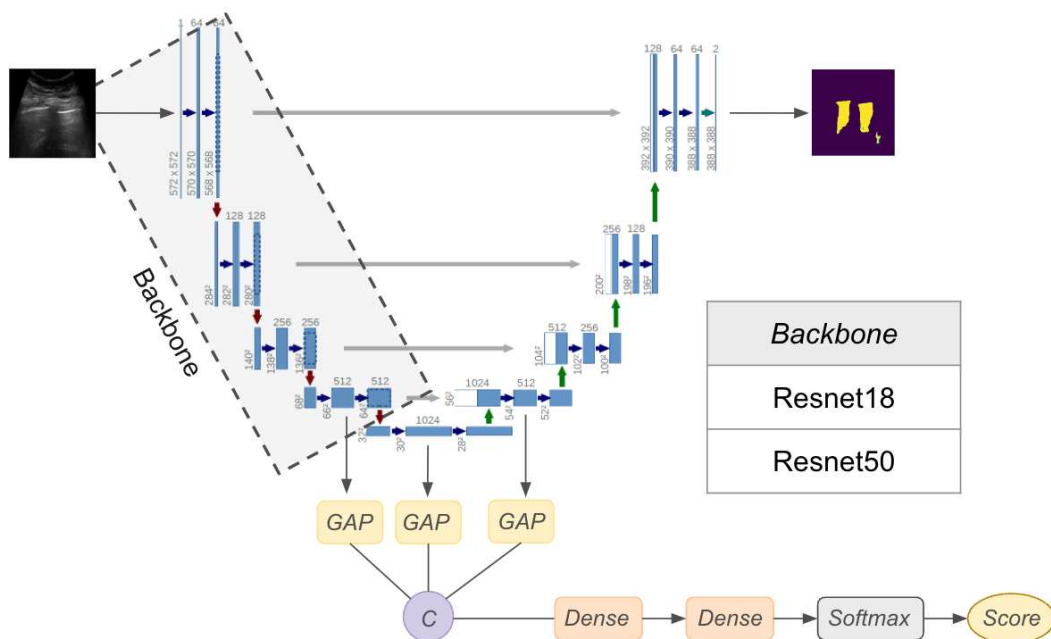 1
64
64
572 x 572
570 x 570
568 x 568
128
64
64
2
392 x 392
390 x 390
388 x 388
388 x 388
128
128
284²
282²
280²
256
128
200²
198²
196²
Backbone
256
256
140²
138²
136²
512
256
104²
102²
100²
512
512
68²
66²
64²
1024
512
56²
54²
52²
1024
32²
30²
28²
Backbone
Resnet18
Resnet50
GAP
GAP
GAP
C
Dense
Dense
Softmax
Score